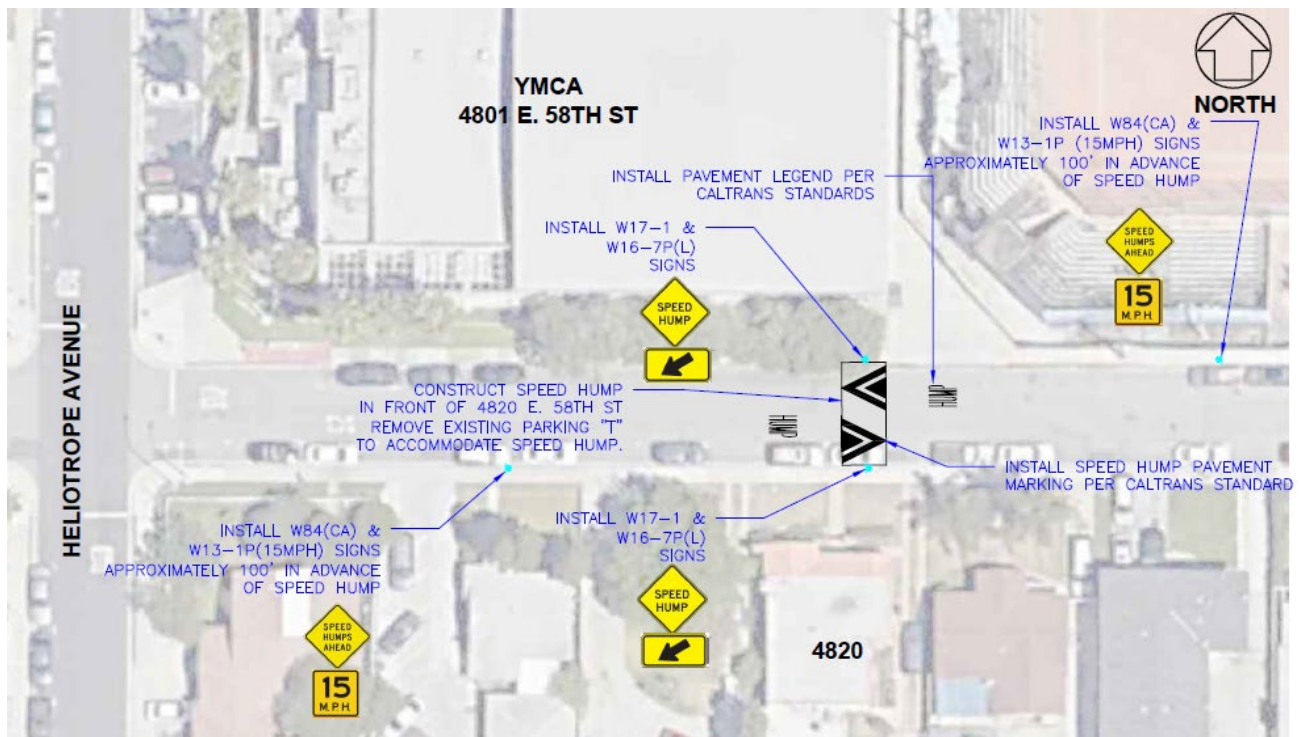 YMCA
4801 E. 58TH ST
NORTH
INSTALL W84(CA) &
W13-1P (15MPH) SIGNS
APPROXIMATELY 100' IN ADVANCE
OF SPEED HUMP
INSTALL PAVEMENT LEGEND PER
CALTRANS STANDARDS
INSTALL W17-1 &
W16-7P(L)
SIGNS
SPEED
HUMP
SPEED
HUMPS
AHEAD
15
M.P.H.
HELIOTROPE AVENUE
CONSTRUCT SPEED HUMP
IN FRONT OF 4820 E. 58TH ST
REMOVE EXISTING PARKING "T"
TO ACCOMMODATE SPEED HUMP.
HUMP
HUMP
INSTALL SPEED HUMP PAVEMENT
MARKING PER CALTRANS STANDARD
INSTALL W84(CA) &
W13-1P(15MPH) SIGNS
APPROXIMATELY 100' IN ADVANCE
OF SPEED HUMP
SPEED
HUMPS
AHEAD
15
M.P.H.
INSTALL W17-1 &
W16-7P(L)
SIGNS
SPEED
HUMP
4820